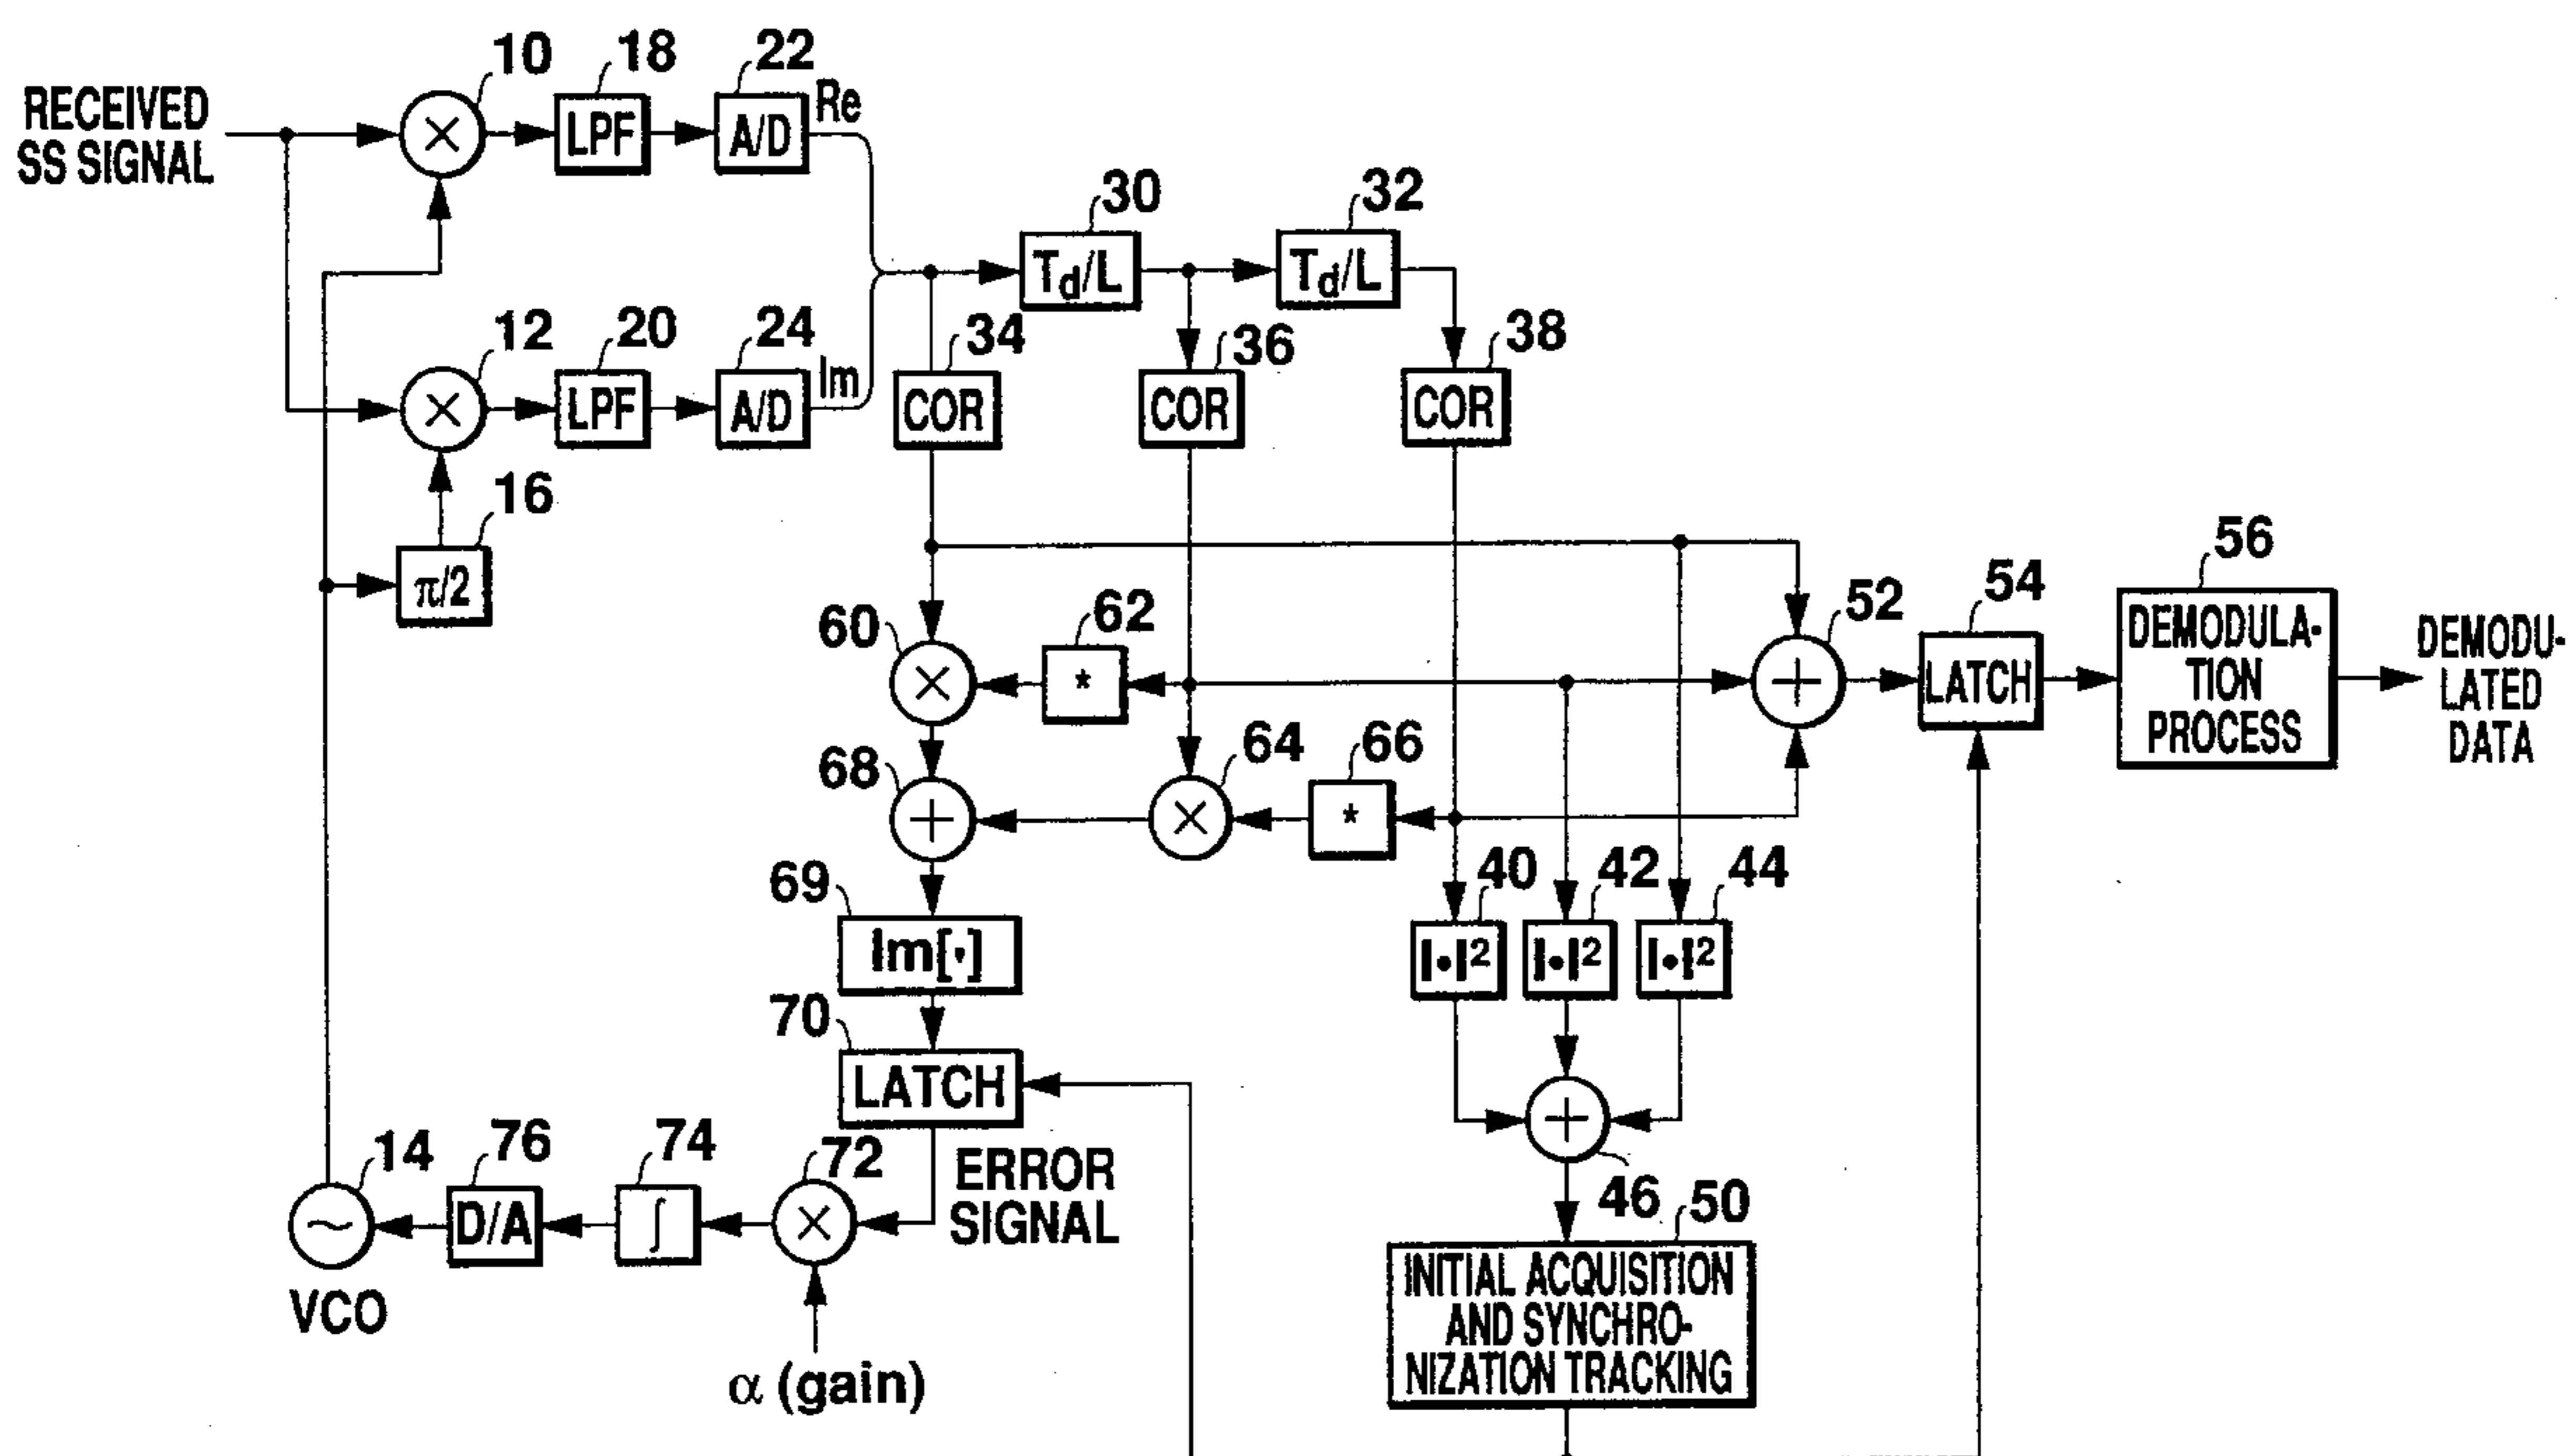 10
18
22
RECEIVED
SS SIGNAL
×
LPF
A/D
Re
30
32
Td/L
Td/L
12
20
24
34
36
38
×
LPF
A/D
Im
COR
COR
COR
16
π/2
56
54
52
60
62
×
*
+
LATCH
DEMODULA-
TION
PROCESS
DEMODU-
LATED
DATA
68
64
66
+
×
*
69
40
42
44
Im[·]
|•|2
|•|2
|•|2
70
LATCH
+
46
14
76
74
72
ERROR
SIGNAL
~
D/A
∫
×
50
VCO
INITIAL ACQUISITION
AND SYNCHRO-
NIZATION TRACKING
α (gain)